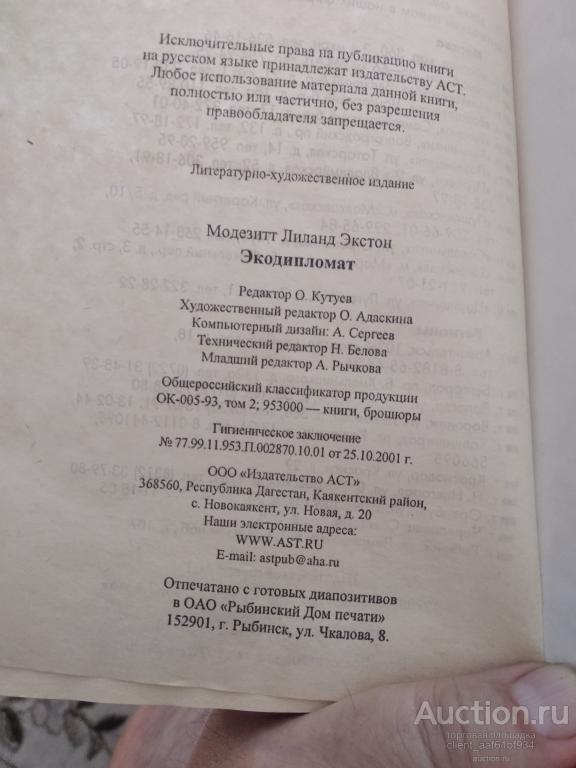 Исключительные права на публикацию книги
на русском языке принадлежат издательству АСТ.
Любое использование материала данной книги,
полностью или частично, без разрешения
правообладателя запрещается.
Литературно-художественное издание
Модезитт Лиланд Экстон
Экодипломат
Редактор О. Кутуев
Художественный редактор О. Адаскина
Компьютерный дизайн: А. Сергеев
Технический редактор Н. Белова
Младший редактор А. Рычкова
Общероссийский классификатор продукции
ОК-005-93, том 2; 953000 — книги, брошюры
Гигиеническое заключение
№ 77.99.11.953.П.002870.10.01 от 25.10.2001 г.
ООО «Издательство АСТ»
368560, Республика Дагестан, Каякентский район,
с. Новокаякент, ул. Новая, д. 20
Наши электронные адреса:
WWW.AST.RU
E-mail: astpub@aha.ru
Отпечатано с готовых диапозитивов
в ОАО «Рыбинский Дом печати»
152901, г. Рыбинск, ул. Чкалова, 8.
Auction.ru
торговая площадка
client_aaf64bf934
auction.ru